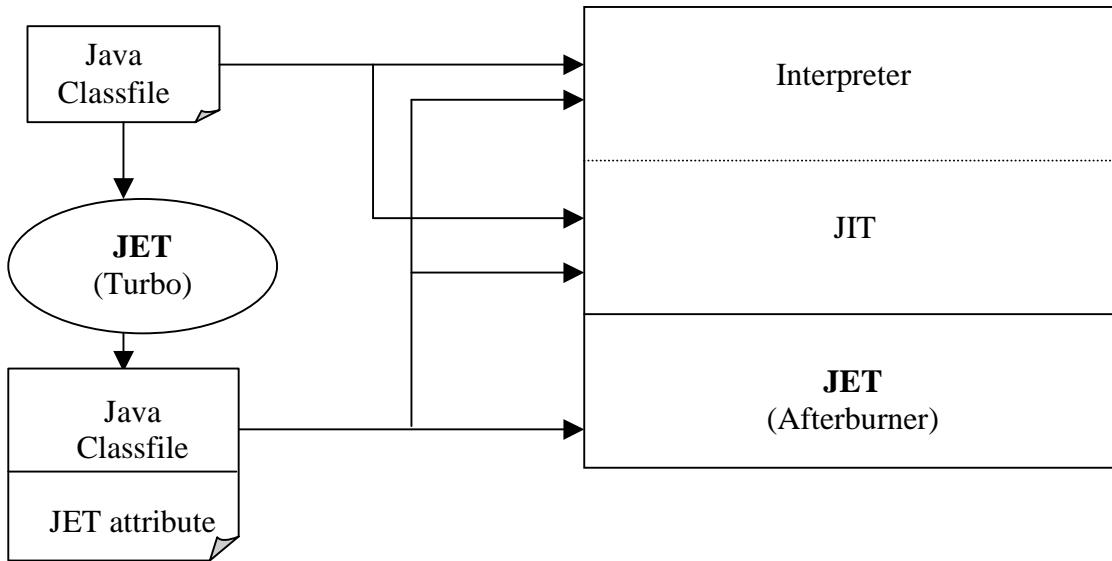 Java
Classfile
JET
(Turbo)
Java
Classfile
JET attribute
Interpreter
JIT
JET
(Afterburner)